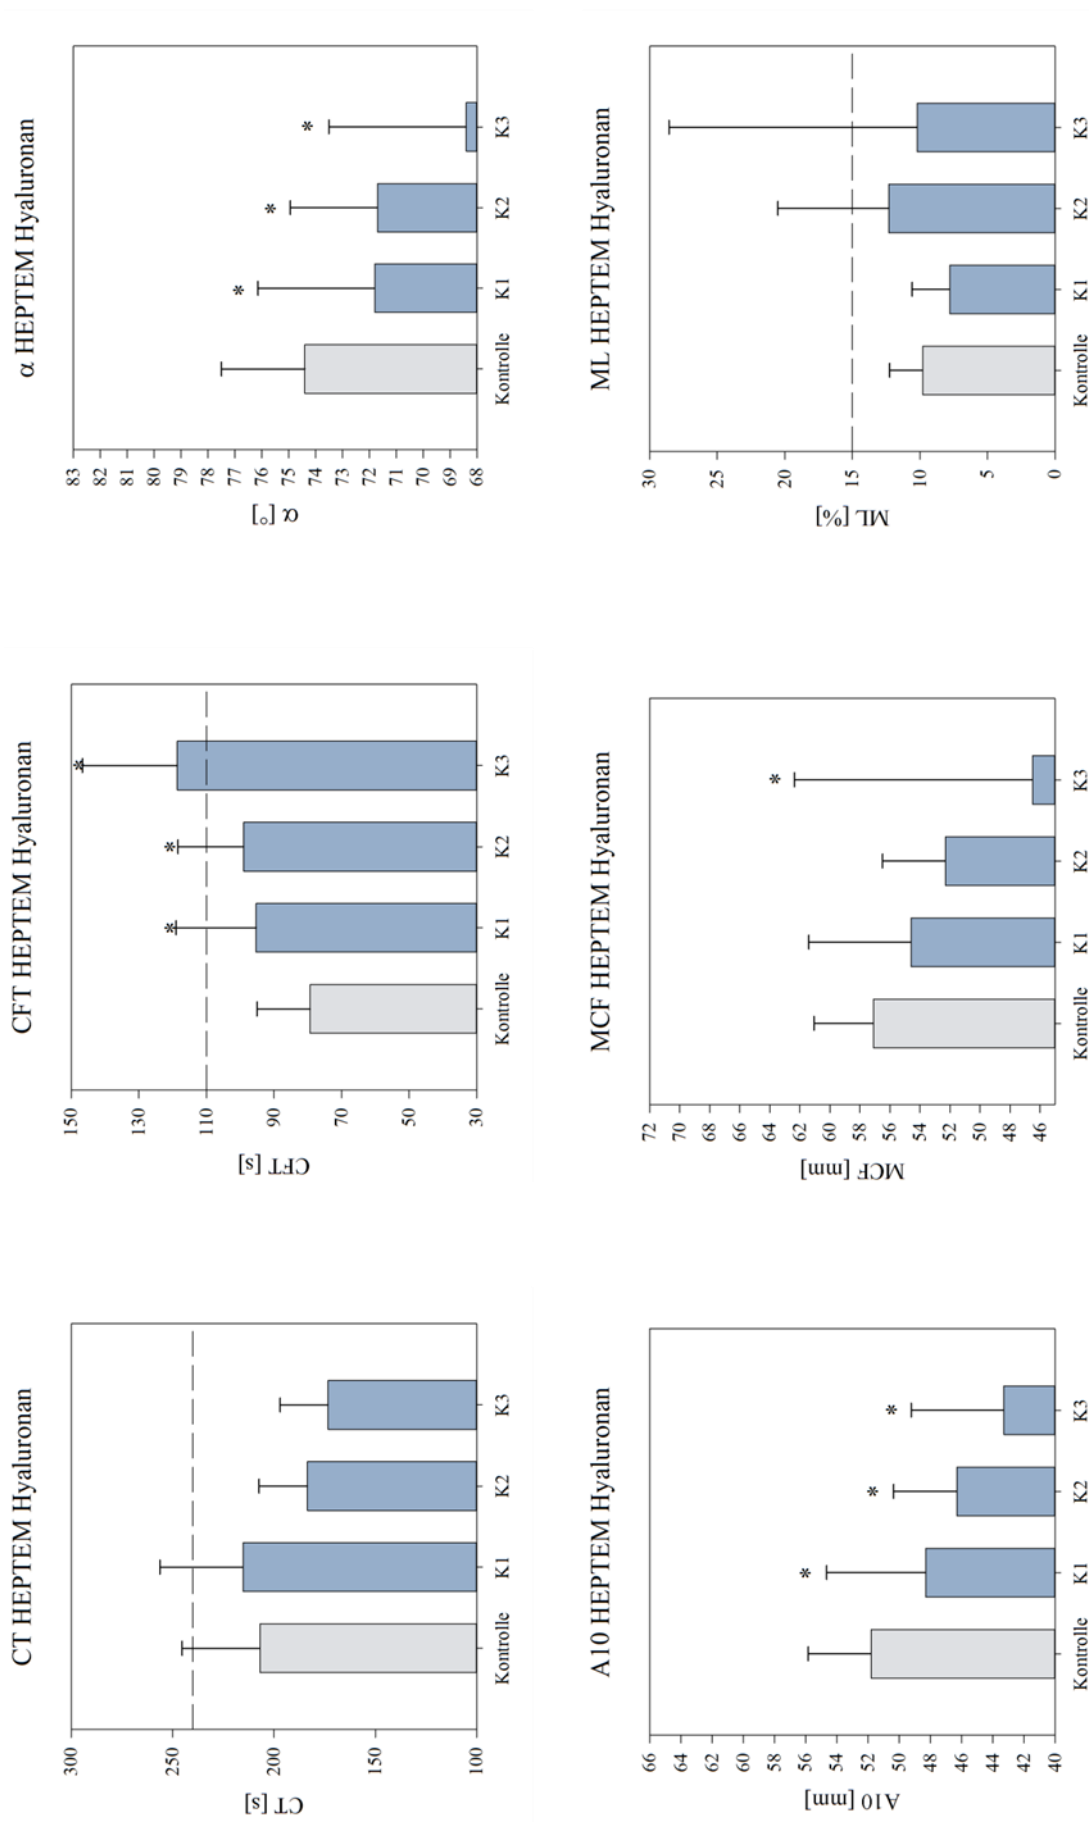 CT HEPTEM Hyaluronan
CT [s]
300
250
200
150
100
Kontrolle
K1
K2
K3
*
CFT HEPTEM Hyaluronan
CFT [s]
150
130
110
90
70
50
30
*
*
*
Kontrolle
K1
K2
K3
α HEPTEM Hyaluronan
α [°]
83
82
81
80
79
78
77
76
75
74
73
72
71
70
69
68
*
*
*
Kontrolle
K1
K2
K3
A10 HEPTEM Hyaluronan
A10 [mm]
66
64
62
60
58
56
54
52
50
48
46
44
42
40
*
*
*
Kontrolle
K1
K2
K3
MCF HEPTEM Hyaluronan
MCF [mm]
72
70
68
66
64
62
60
58
56
54
52
50
48
46
*
Kontrolle
K1
K2
K3
ML HEPTEM Hyaluronan
ML [%]
30
25
20
15
10
5
0
Kontrolle
K1
K2
K3